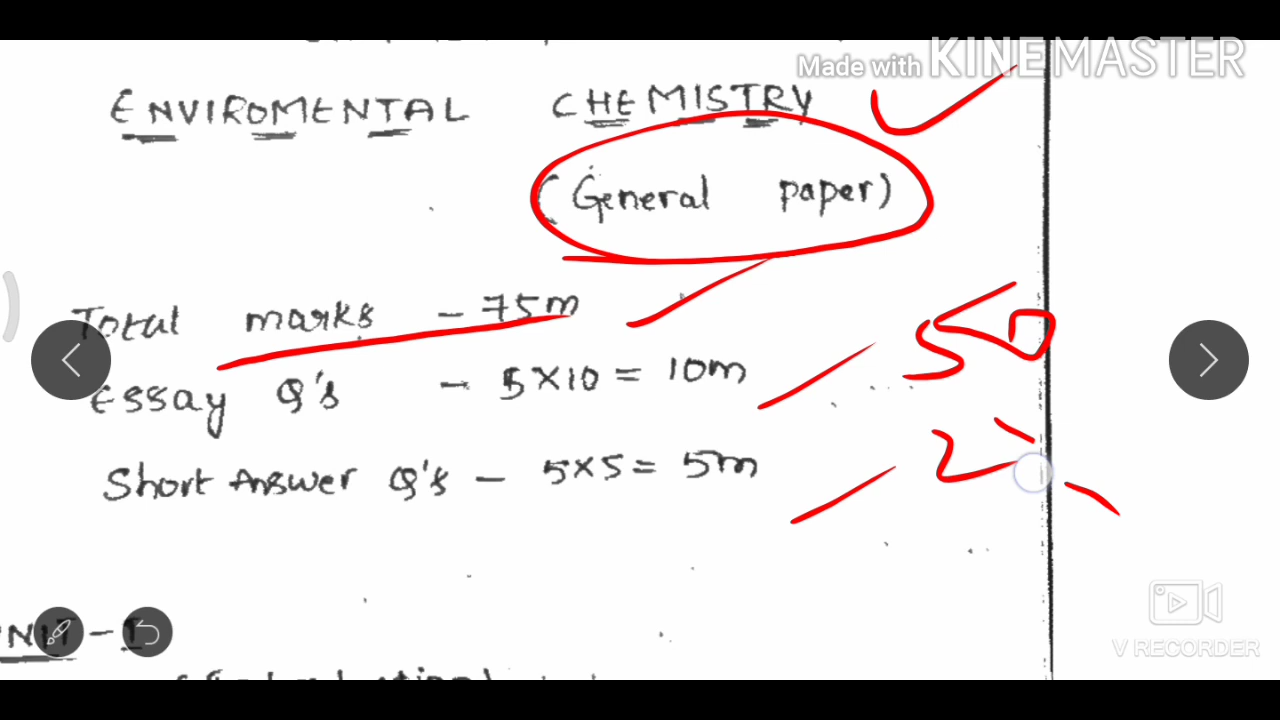 Made with KINEMASTER
ENVIROMENTAL CHEMISTRY
(General paper)
Total marks - 75m
Essay Q's - 5X10 = 10m
50
Short Answer Q's - 5X5 = 5m
NIT - I
V RECORDER